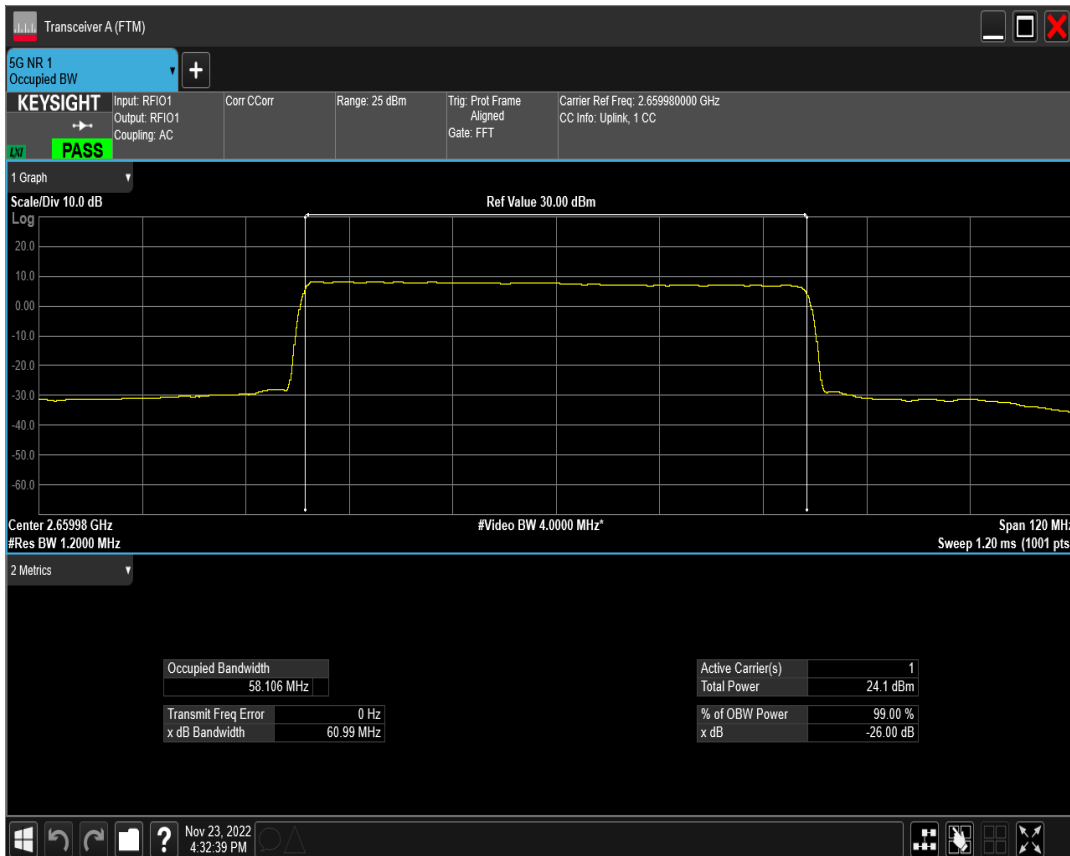 Transceiver A (FTM)
5G NR 1
Occupied BW
+
KEYSIGHT
LXI
PASS
Input: RFIO1
Output: RFIO1
Coupling: AC
Corr CCorr
Range: 25 dBm
Trig: Prot Frame
Aligned
Gate: FFT
Carrier Ref Freq: 2.659980000 GHz
CC Info: Uplink, 1 CC
1 Graph
Scale/Div 10.0 dB
Ref Value 30.00 dBm
Log
20.0
10.0
0.00
-10.0
-20.0
-30.0
-40.0
-50.0
-60.0
Center 2.65998 GHz
#Video BW 4.0000 MHz*
Span 120 MHz
#Res BW 1.2000 MHz
Sweep 1.20 ms (1001 pts
2 Metrics
Occupied Bandwidth
58.106 MHz
Transmit Freq Error 0 Hz
x dB Bandwidth 60.99 MHz
Active Carrier(s) 1
Total Power 24.1 dBm
% of OBW Power 99.00 %
x dB -26.00 dB
?
Nov 23, 2022
4:32:39 PM